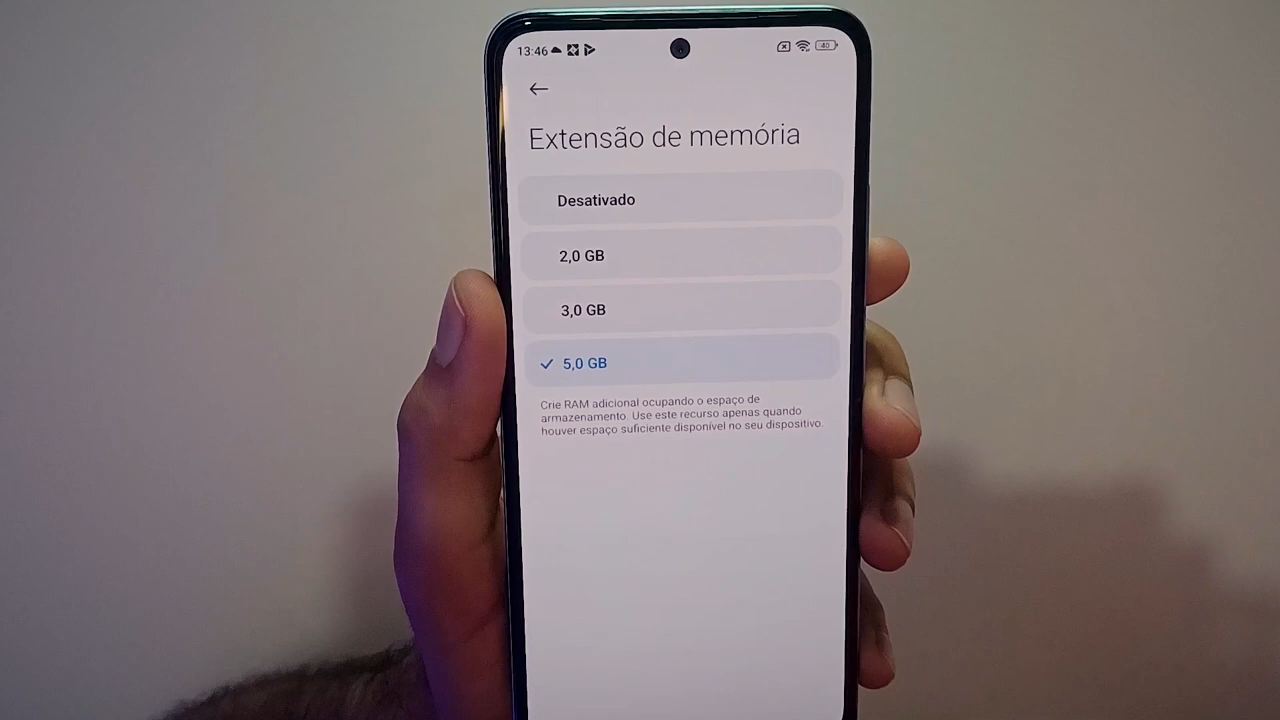 13:46
40
Extensão de memória
Desativado
2,0 GB
3,0 GB
5,0 GB
Crie RAM adicional ocupando o espaço de
armazenamento. Use este recurso apenas quando
houver espaço suficiente disponível no seu dispositivo.